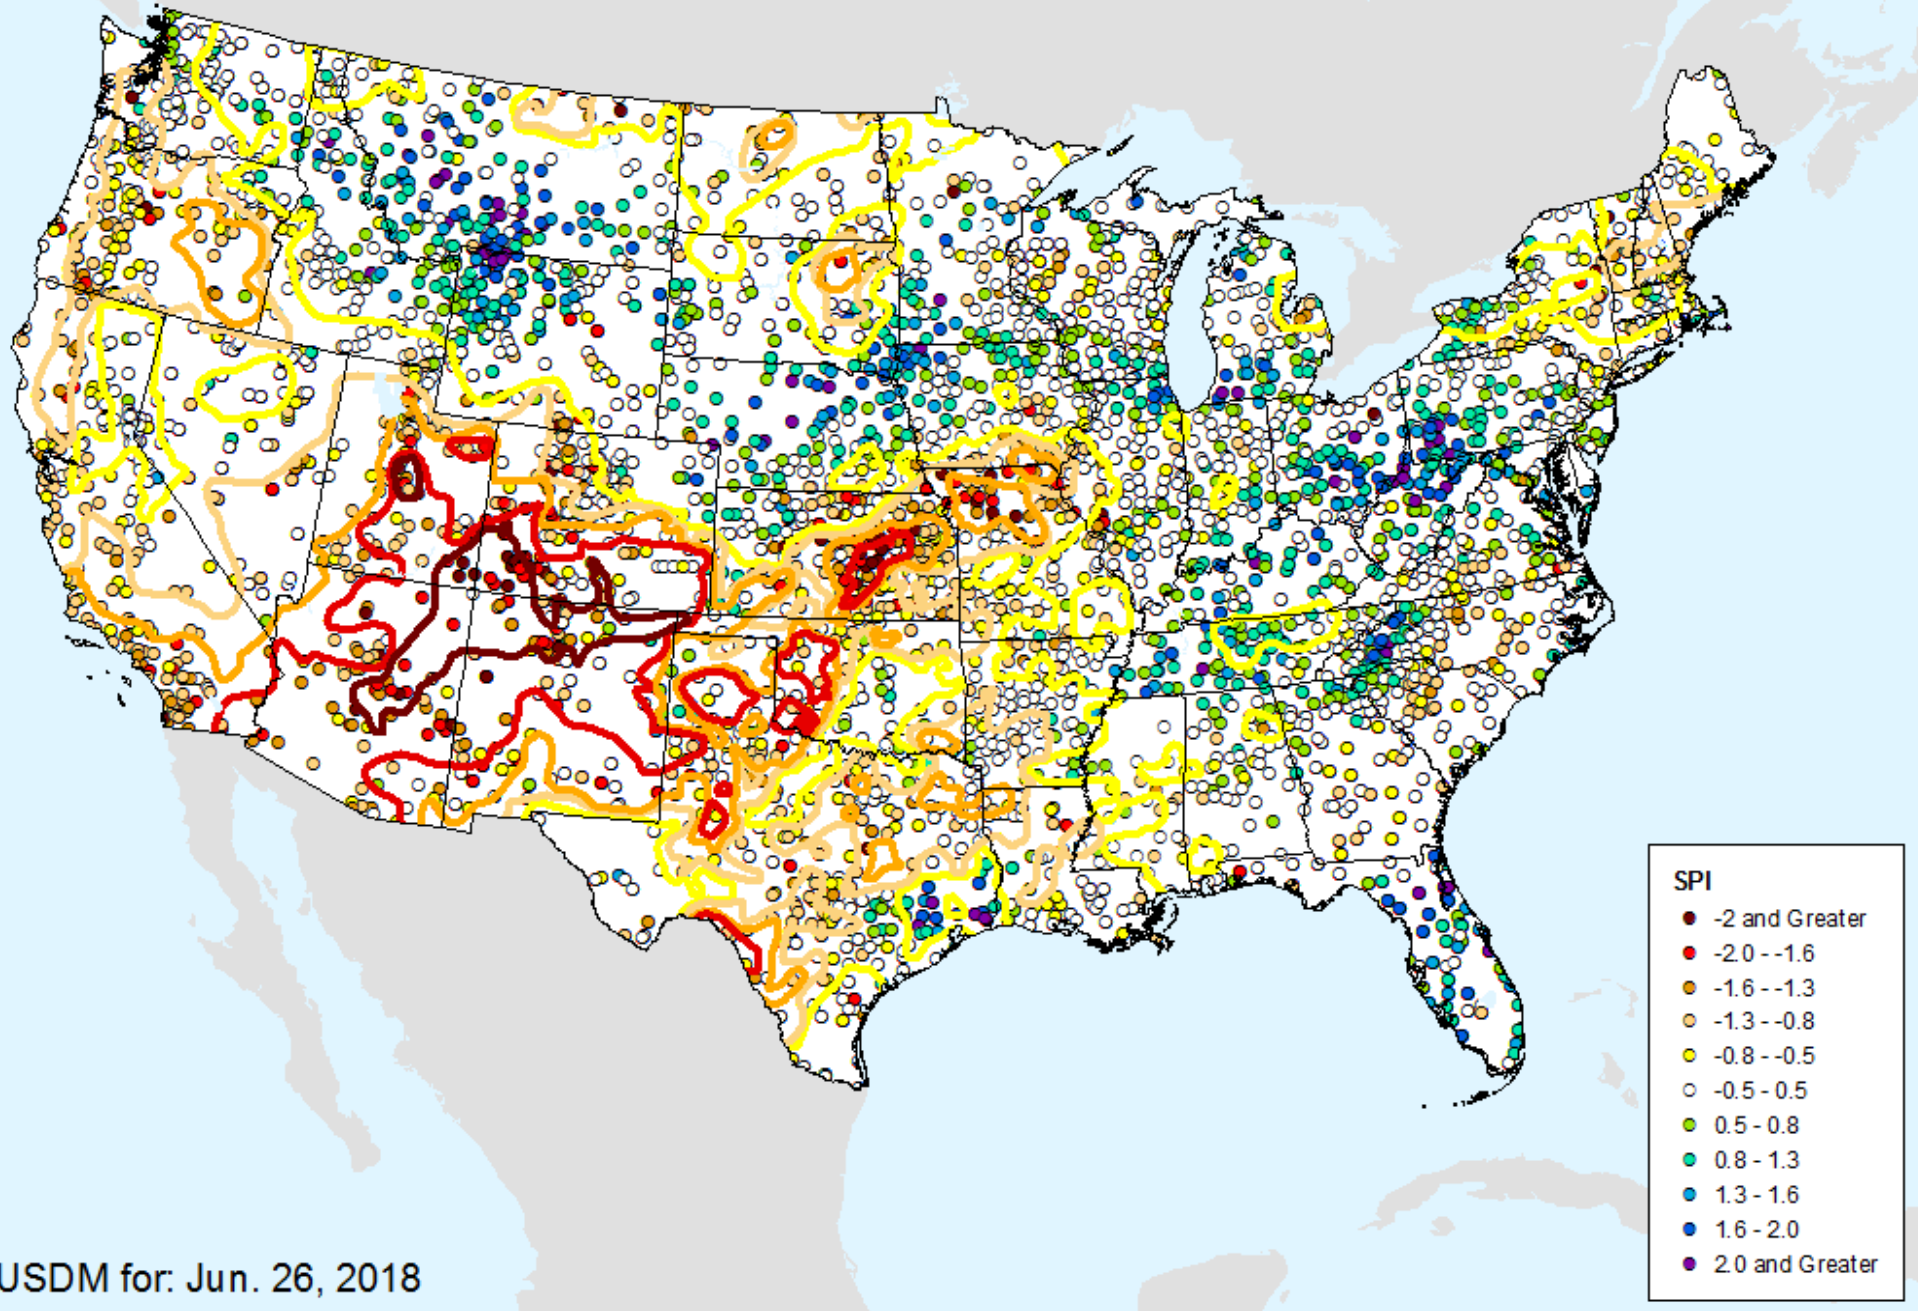 SPI
-2 and Greater
-2.0 - -1.6
-1.6 - -1.3
-1.3 - -0.8
-0.8 - -0.5
-0.5 - 0.5
0.5 - 0.8
0.8 - 1.3
1.3 - 1.6
1.6 - 2.0
2.0 and Greater
USDM for: Jun. 26, 2018